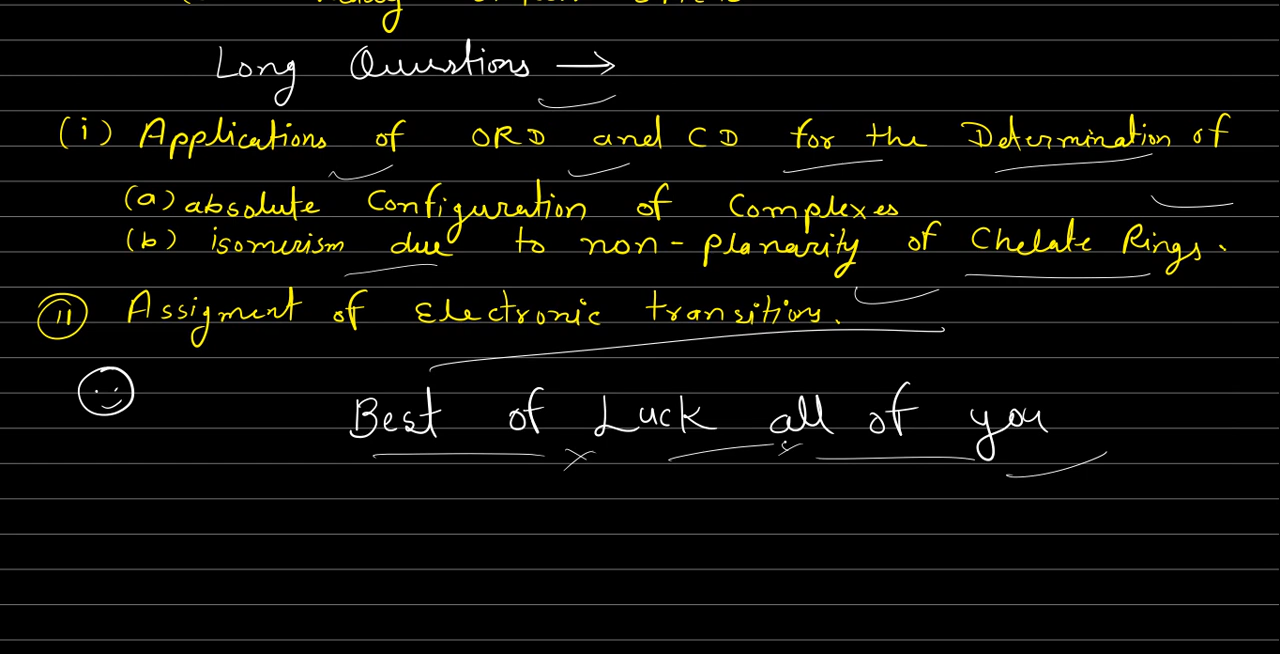 Long Questions →
(i) Applications of ORD and CD for the Determination of
(a) absolute Configuration of Complexes
(b) isomerism due to non-planarity of Chelate Rings.
(ii) Assigment of Electronic transitions.
Best of Luck all of you